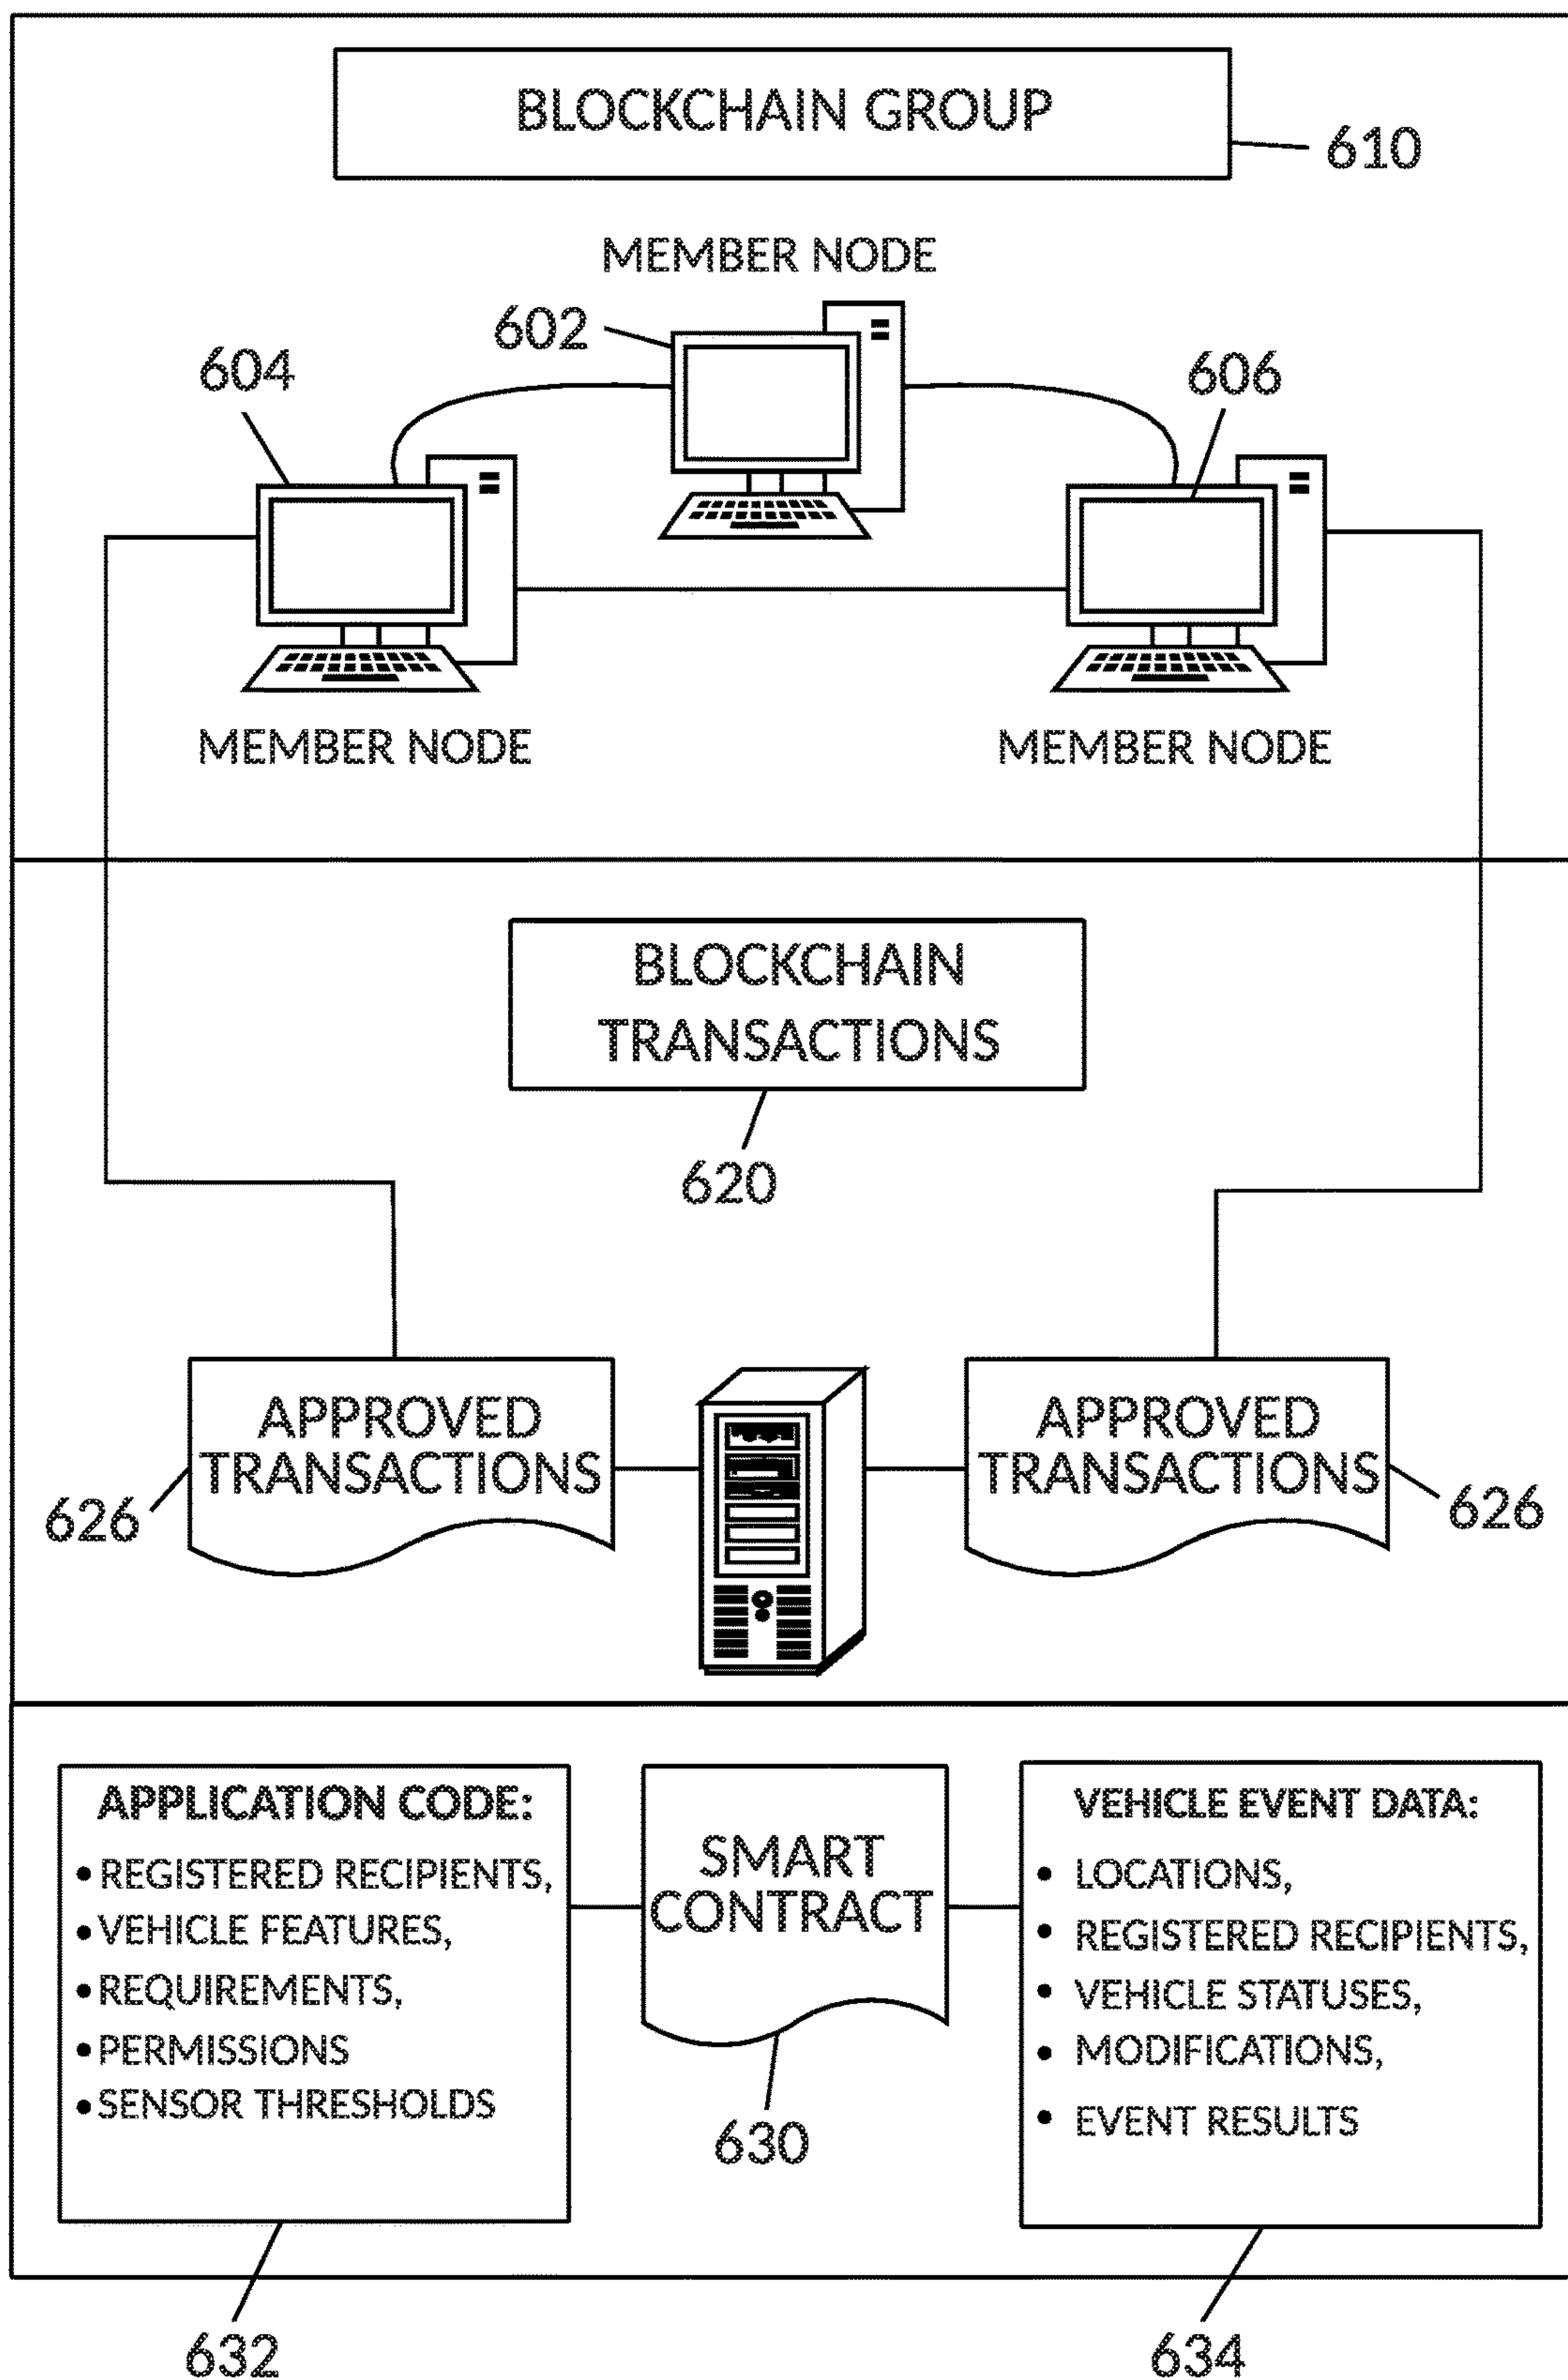 BLOCKCHAIN GROUP
610
MEMBER NODE
602
604
606
MEMBER NODE
MEMBER NODE
BLOCKCHAIN
TRANSACTIONS
620
APPROVED
TRANSACTIONS
626
APPROVED
TRANSACTIONS
626
APPLICATION CODE:
• REGISTERED RECIPIENTS,
• VEHICLE FEATURES,
• REQUIREMENTS,
• PERMISSIONS
• SENSOR THRESHOLDS
SMART
CONTRACT
630
VEHICLE EVENT DATA:
• LOCATIONS,
• REGISTERED RECIPIENTS,
• VEHICLE STATUSES,
• MODIFICATIONS,
• EVENT RESULTS
632
634